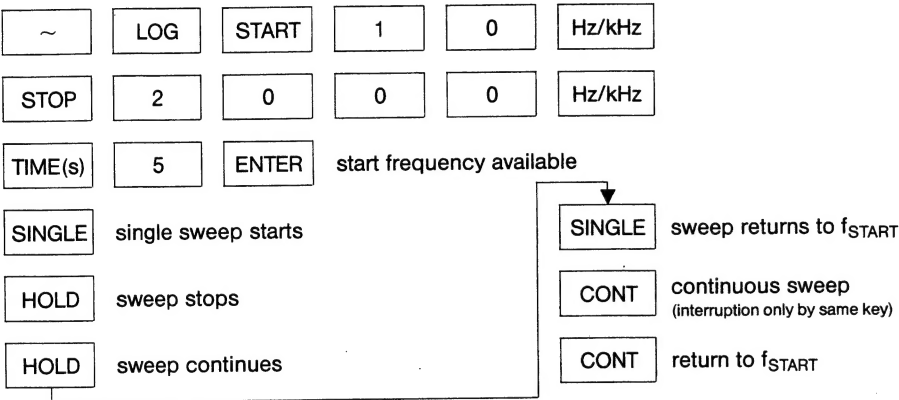 ~ LOG START 1 0 Hz/kHz
STOP 2 0 0 0 Hz/kHz
TIME(s) 5 ENTER start frequency available
SINGLE single sweep starts
HOLD sweep stops
HOLD sweep continues
SINGLE sweep returns to fSTART
CONT continuous sweep
(interruption only by same key)
CONT return to fSTART